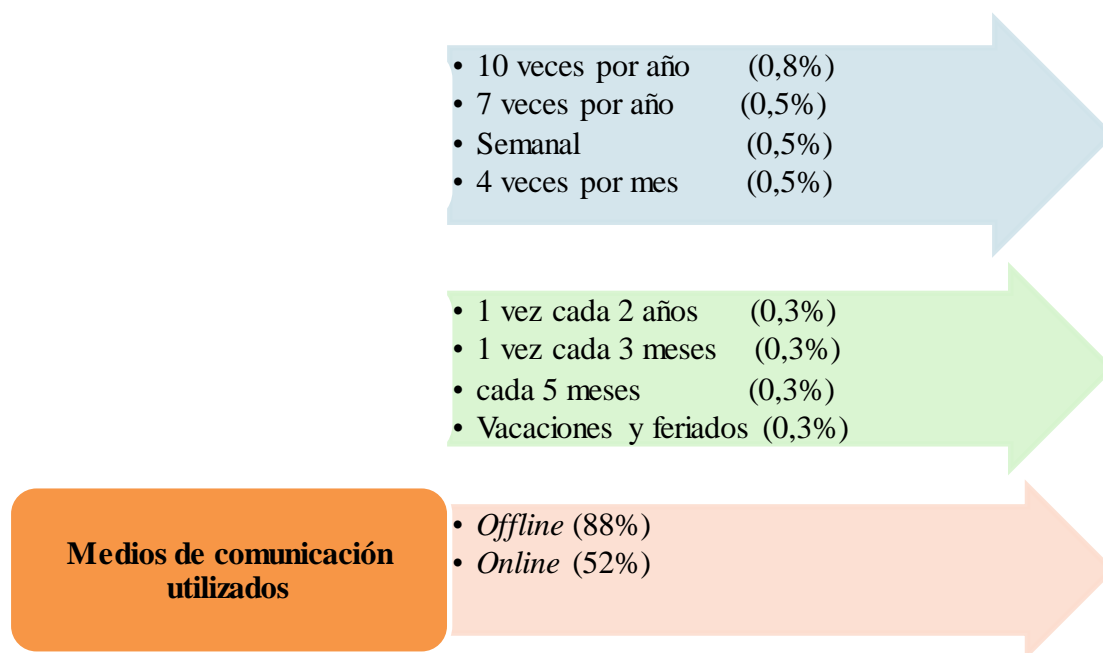 • 10 veces por año (0,8%)
• 7 veces por año (0,5%)
• Semanal (0,5%)
• 4 veces por mes (0,5%)
• 1 vez cada 2 años (0,3%)
• 1 vez cada 3 meses (0,3%)
• cada 5 meses (0,3%)
• Vacaciones y feriados (0,3%)
Medios de comunicación
utilizados
• Offline (88%)
• Online (52%)